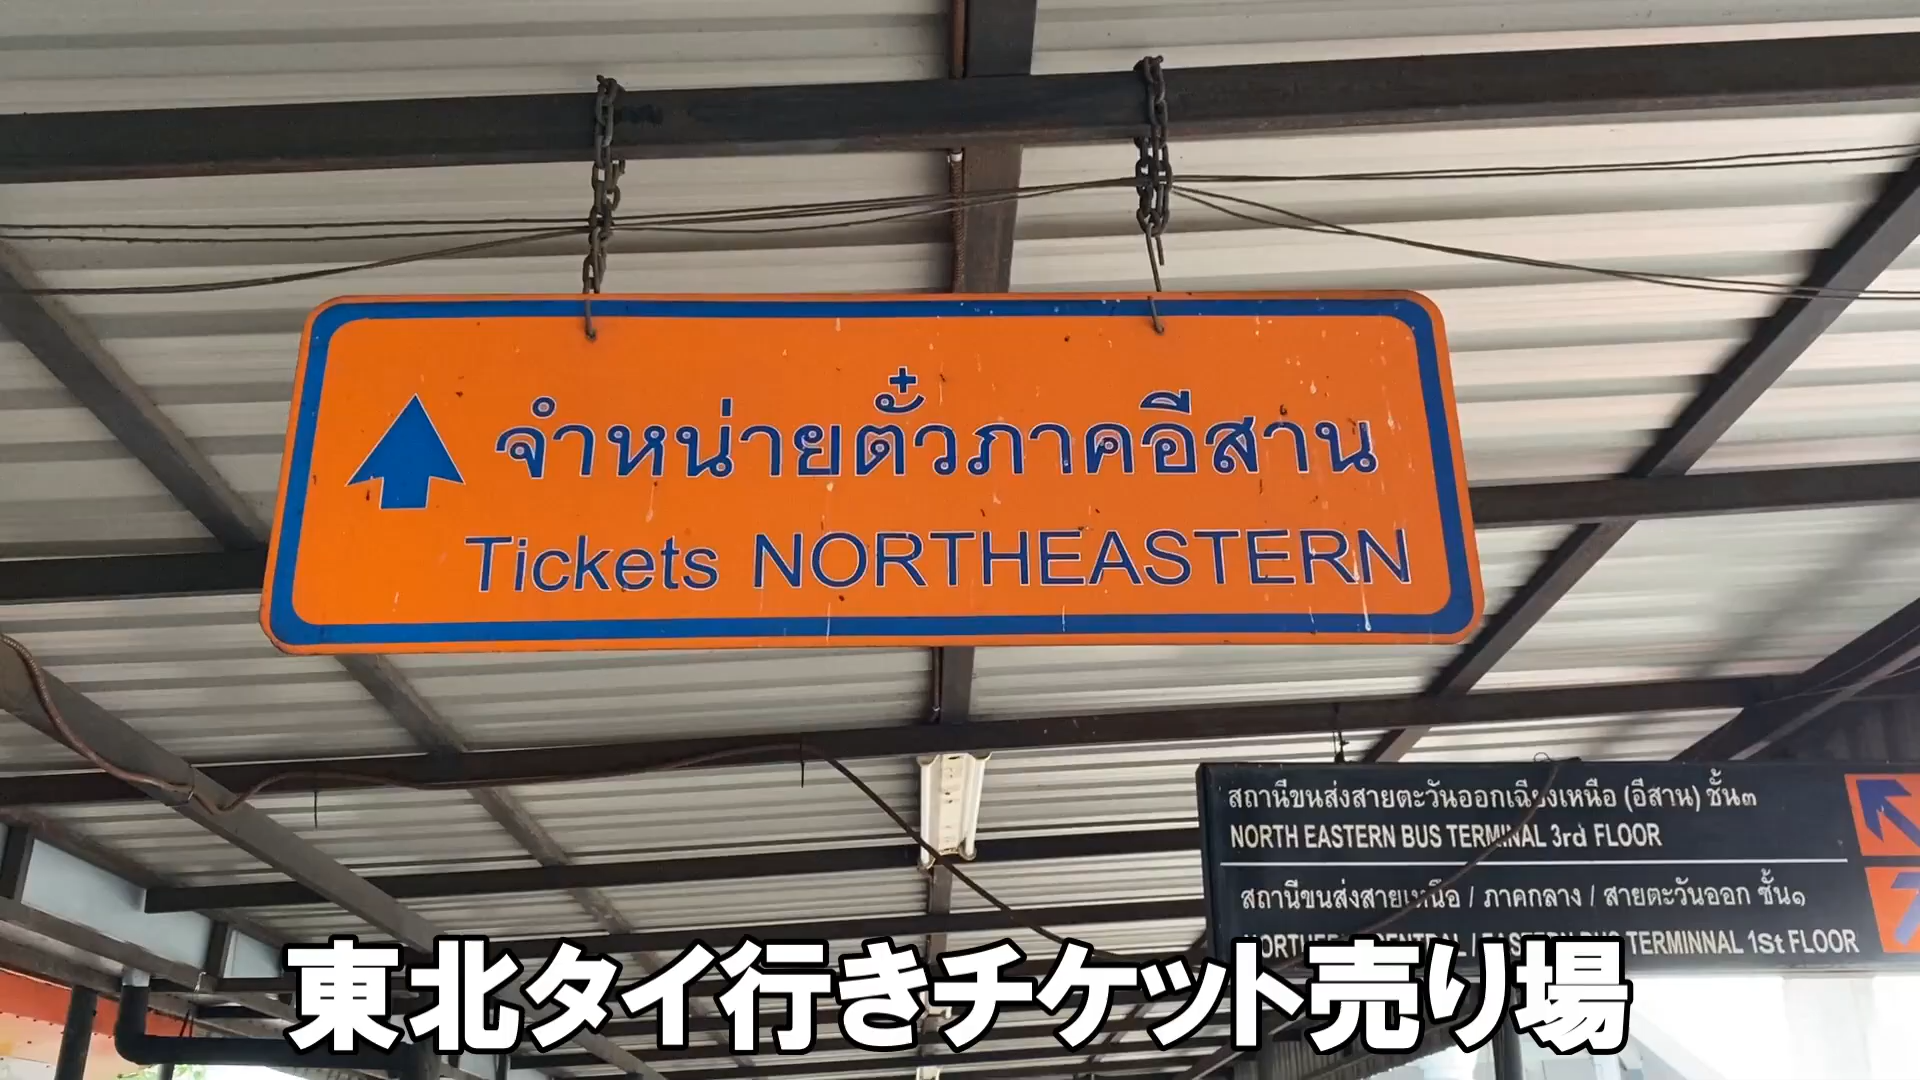 จำหน่ายตั๋วภาคอีสาน
Tickets NORTHEASTERN
สถานีขนส่งสายตะวันออกเฉียงเหนือ (อีสาน) ชั้น๓
NORTH EASTERN BUS TERMINAL 3rd FLOOR
สถานีขนส่งสายเหนือ / ภาคกลาง / สายตะวันออก ชั้น๑
/ EASTERN BUS TERMINNAL 1St FLOOR
東北タイ行きチケット売り場